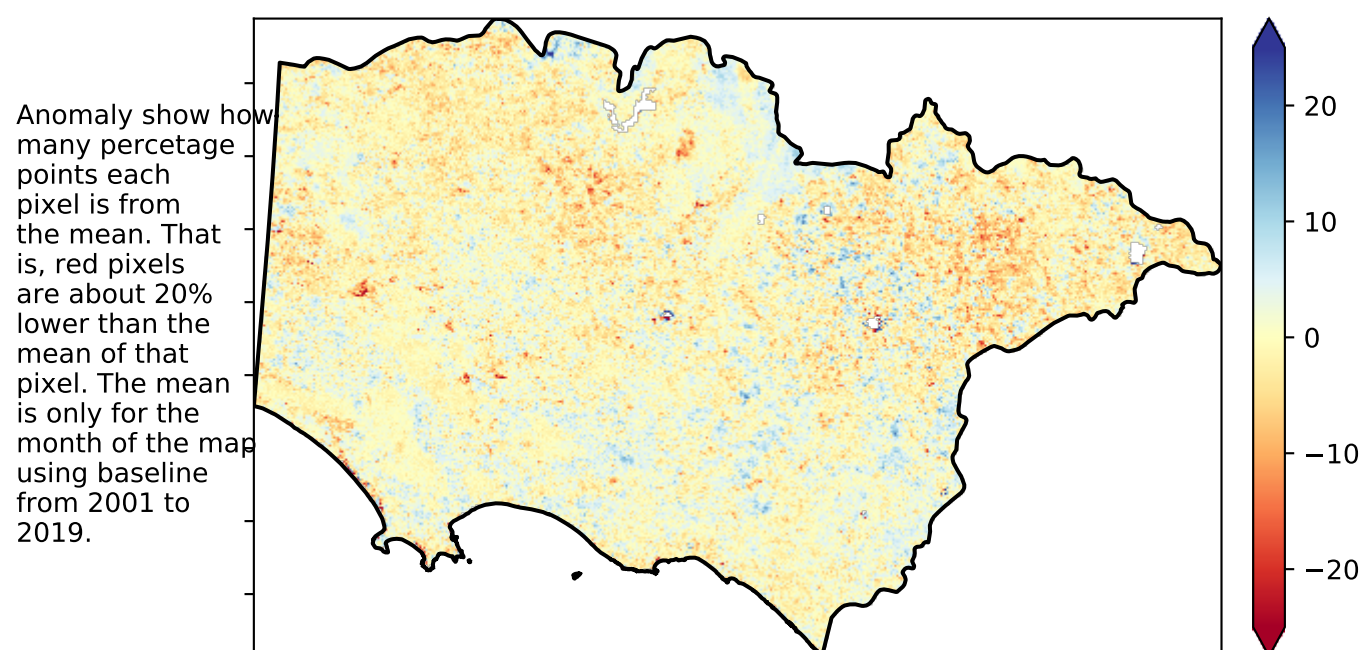 Anomaly show how
many percetage
points each
pixel is from
the mean. That
is, red pixels
are about 20%
lower than the
mean of that
pixel. The mean
is only for the
month of the map
using baseline
from 2001 to
2019.
20
10
0
−10
−20